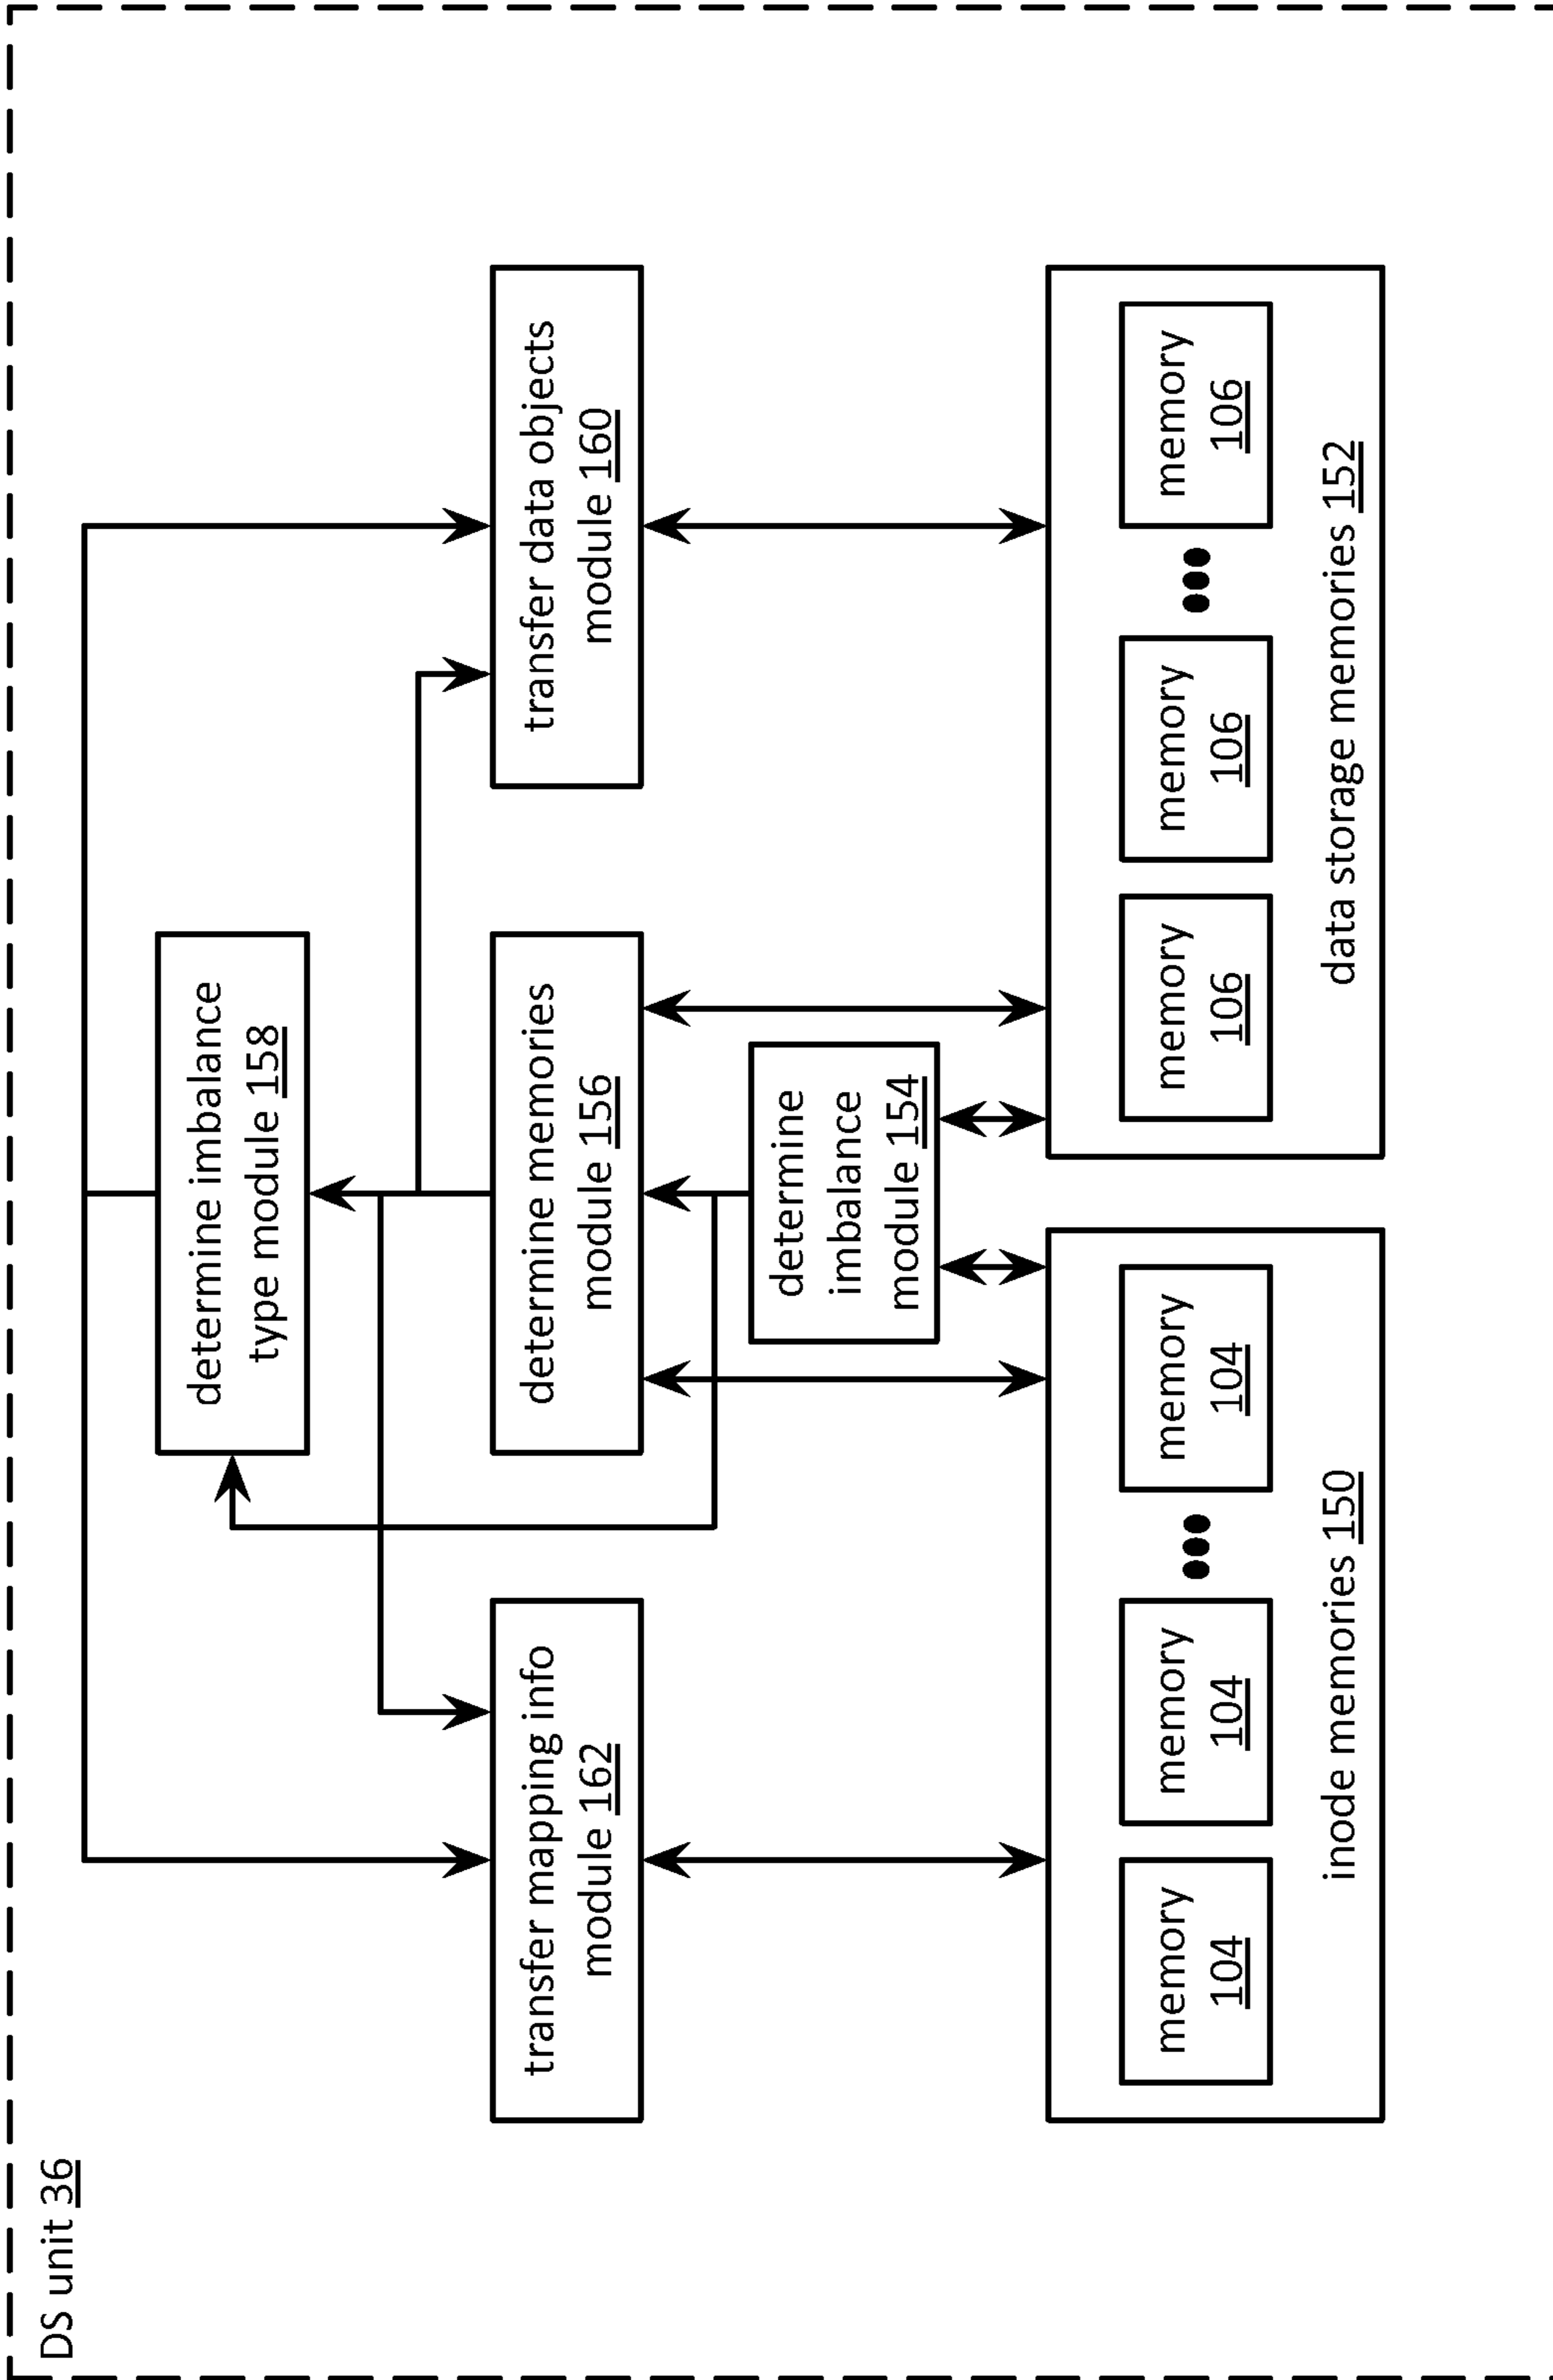 DS unit 36
determine imbalance
type module 158
transfer mapping info
module 162
determine memories
module 156
transfer data objects
module 160
determine
imbalance
module 154
memory
104
memory
104
memory
104
inode memories 150
memory
106
memory
106
memory
106
data storage memories 152